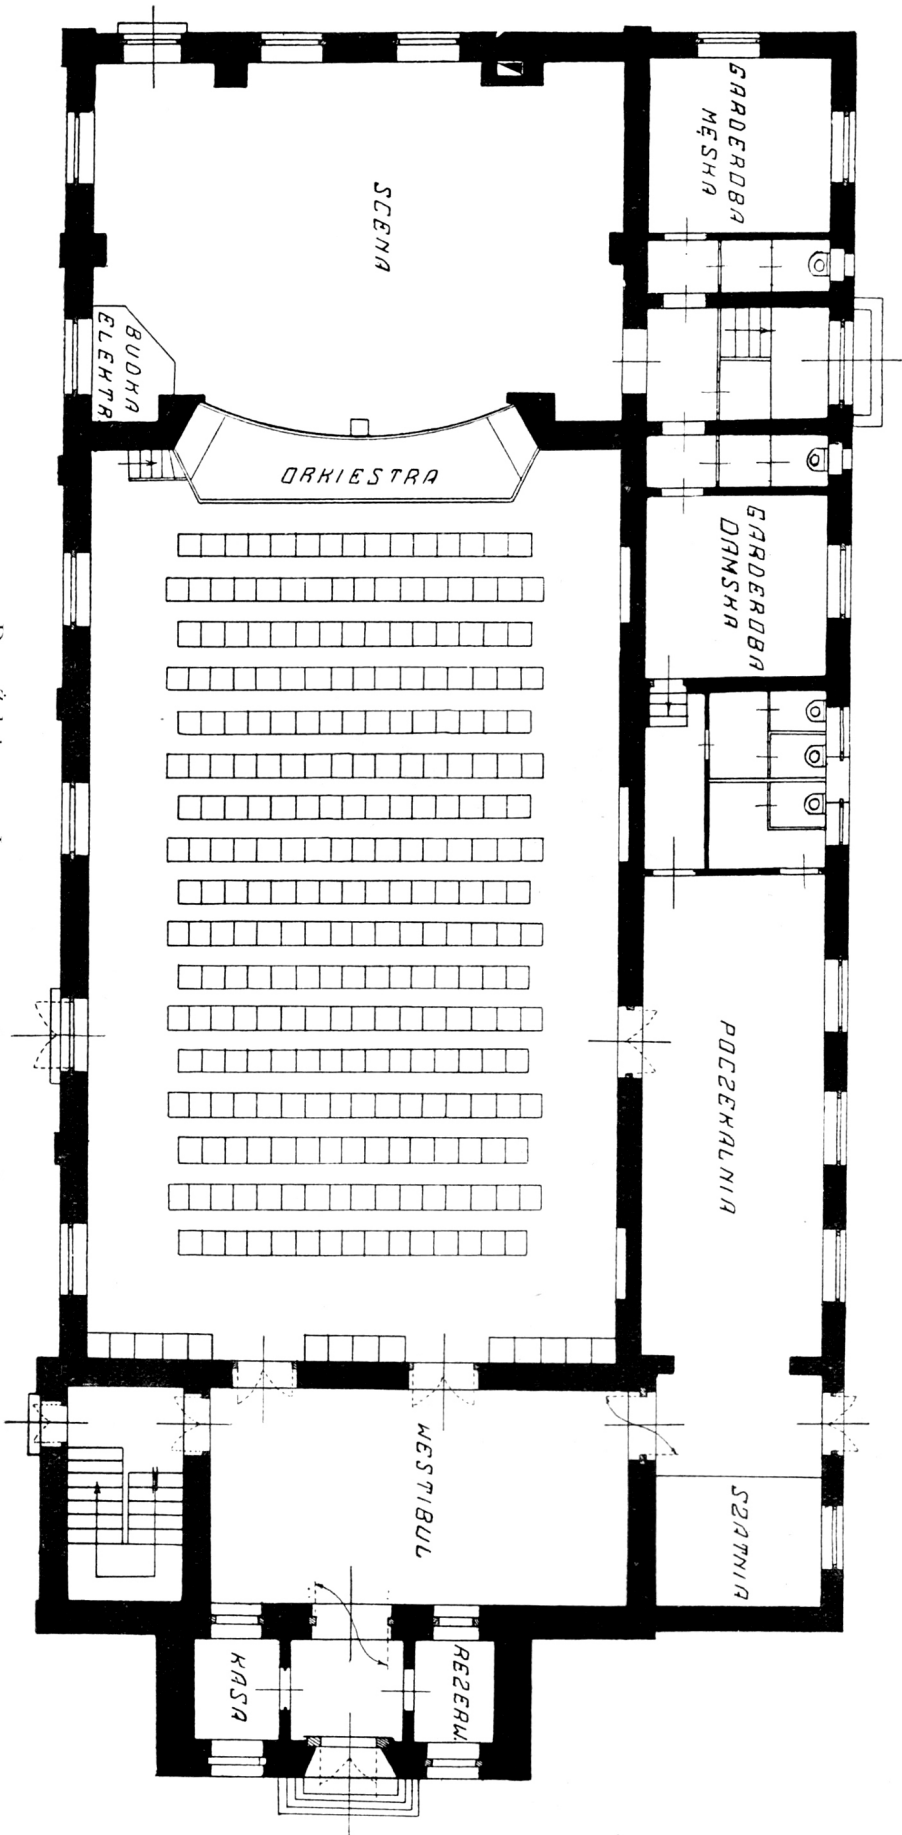 GARDEROBA
MĘSKA
SCENA
BUDKA
ELEKTR
ORKIESTRA
GARDEROBA
DAMSKA
POCZEKALNIA
WESTIBUL
SZATNIA
KASA
REZERW.